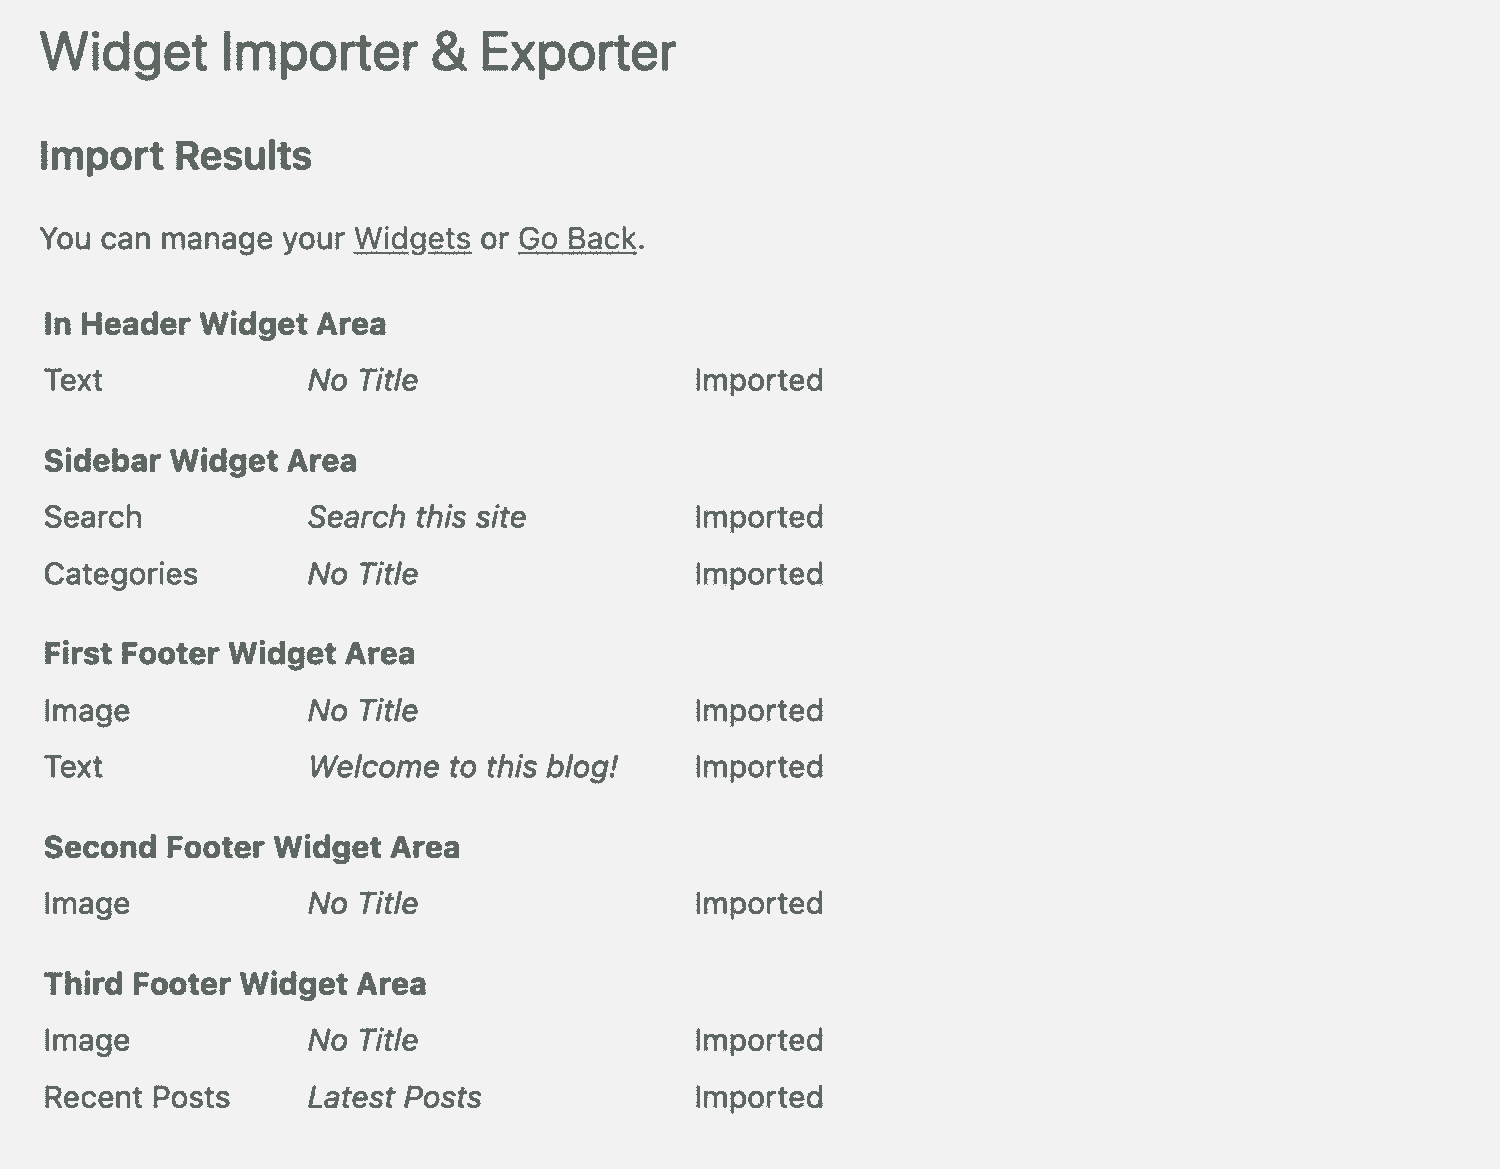 Widget Importer & Exporter
Import Results
You can manage your Widgets or Go Back.
In Header Widget Area
Text No Title Imported
Sidebar Widget Area
Search Search this site Imported
Categories No Title Imported
First Footer Widget Area
Image No Title Imported
Text Welcome to this blog! Imported
Second Footer Widget Area
Image No Title Imported
Third Footer Widget Area
Image No Title Imported
Recent Posts Latest Posts Imported